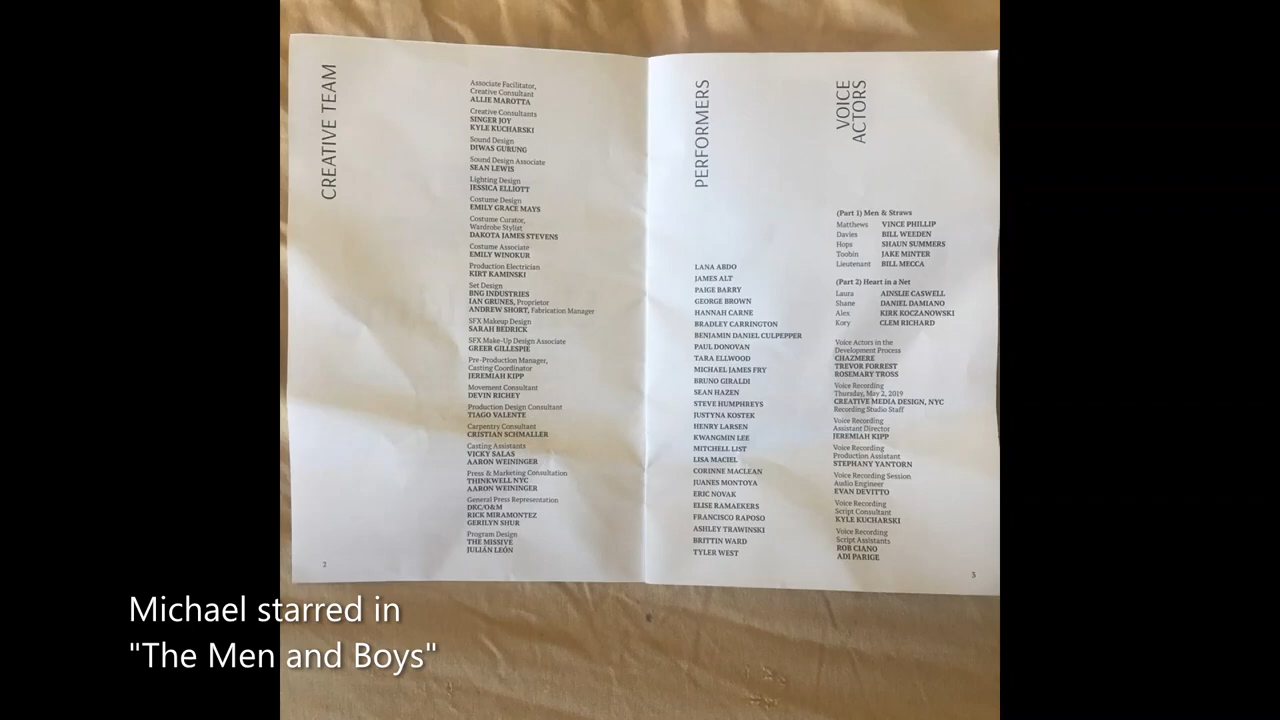 CREATIVE TEAM
Associate Facilitator,
Creative Consultant
ALLIE MAROTTA
Creative Consultants
SINGER JOY
KYLE KUCHARSKI
Sound Design
DIWAS GURUNG
Sound Design Associate
SEAN LEWIS
Lighting Design
JESSICA ELLIOTT
Costume Design
EMILY GRACE MAYS
Costume Curator,
Wardrobe Stylist
DAKOTA JAMES STEVENS
Costume Associate
EMILY WINOKUR
Production Electrician
KIRT KAMINSKI
Set Design
BNG INDUSTRIES
IAN GRUNES, Proprietor
ANDREW SHORT, Fabrication Manager
SFX Makeup Design
SARAH BEDRICK
SFX Make-Up Design Associate
GREER GILLESPIE
Pre-Production Manager,
Casting Coordinator
JEREMIAH KIPP
Movement Consultant
DEVIN RICHEY
Production Design Consultant
TIAGO VALENTE
Carpentry Consultant
CRISTIAN SCHMALLER
Casting Assistants
VICKY SALAS
AARON WEININGER
Press & Marketing Consultation
THINKWELL NYC
AARON WEININGER
General Press Representation
DKC/O&M
RICK MIRAMONTEZ
GERILYN SHUR
Program Design
THE MISSIVE
JULIÁN LEÓN
2
PERFORMERS
LANA ABDO
JAMES ALT
PAIGE BARRY
GEORGE BROWN
HANNAH CARNE
BRADLEY CARRINGTON
BENJAMIN DANIEL CULPEPPER
PAUL DONOVAN
TARA ELLWOOD
MICHAEL JAMES FRY
BRUNO GIRALDI
SEAN HAZEN
STEVE HUMPHREYS
JUSTYNA KOSTEK
HENRY LARSEN
KWANGMIN LEE
MITCHELL LIST
LISA MACIEL
CORINNE MACLEAN
JUANES MONTOYA
ERIC NOVAK
ELISE RAMAEKERS
FRANCISCO RAPOSO
ASHLEY TRAWINSKI
BRITTIN WARD
TYLER WEST
VOICE
ACTORS
(Part 1) Men & Straws
Matthews VINCE PHILLIP
Davies BILL WEEDEN
Hops SHAUN SUMMERS
Toobin JAKE MINTER
Lieutenant BILL MECCA
(Part 2) Heart in a Net
Laura AINSLIE CASWELL
Shane DANIEL DAMIANO
Alex KIRK KOCZANOWSKI
Kory CLEM RICHARD
Voice Actors in the
Development Process
CHAZMERE
TREVOR FORREST
ROSEMARY TROSS
Voice Recording
Thursday, May 2, 2019
CREATIVE MEDIA DESIGN, NYC
Recording Studio Staff
Voice Recording
Assistant Director
JEREMIAH KIPP
Voice Recording
Production Assistant
STEPHANY YANTORN
Voice Recording Session
Audio Engineer
EVAN DEVITTO
Voice Recording
Script Consultant
KYLE KUCHARSKI
Voice Recording
Script Assistants
ROB CIANO
ADI PARIGE
3
Michael starred in
"The Men and Boys"